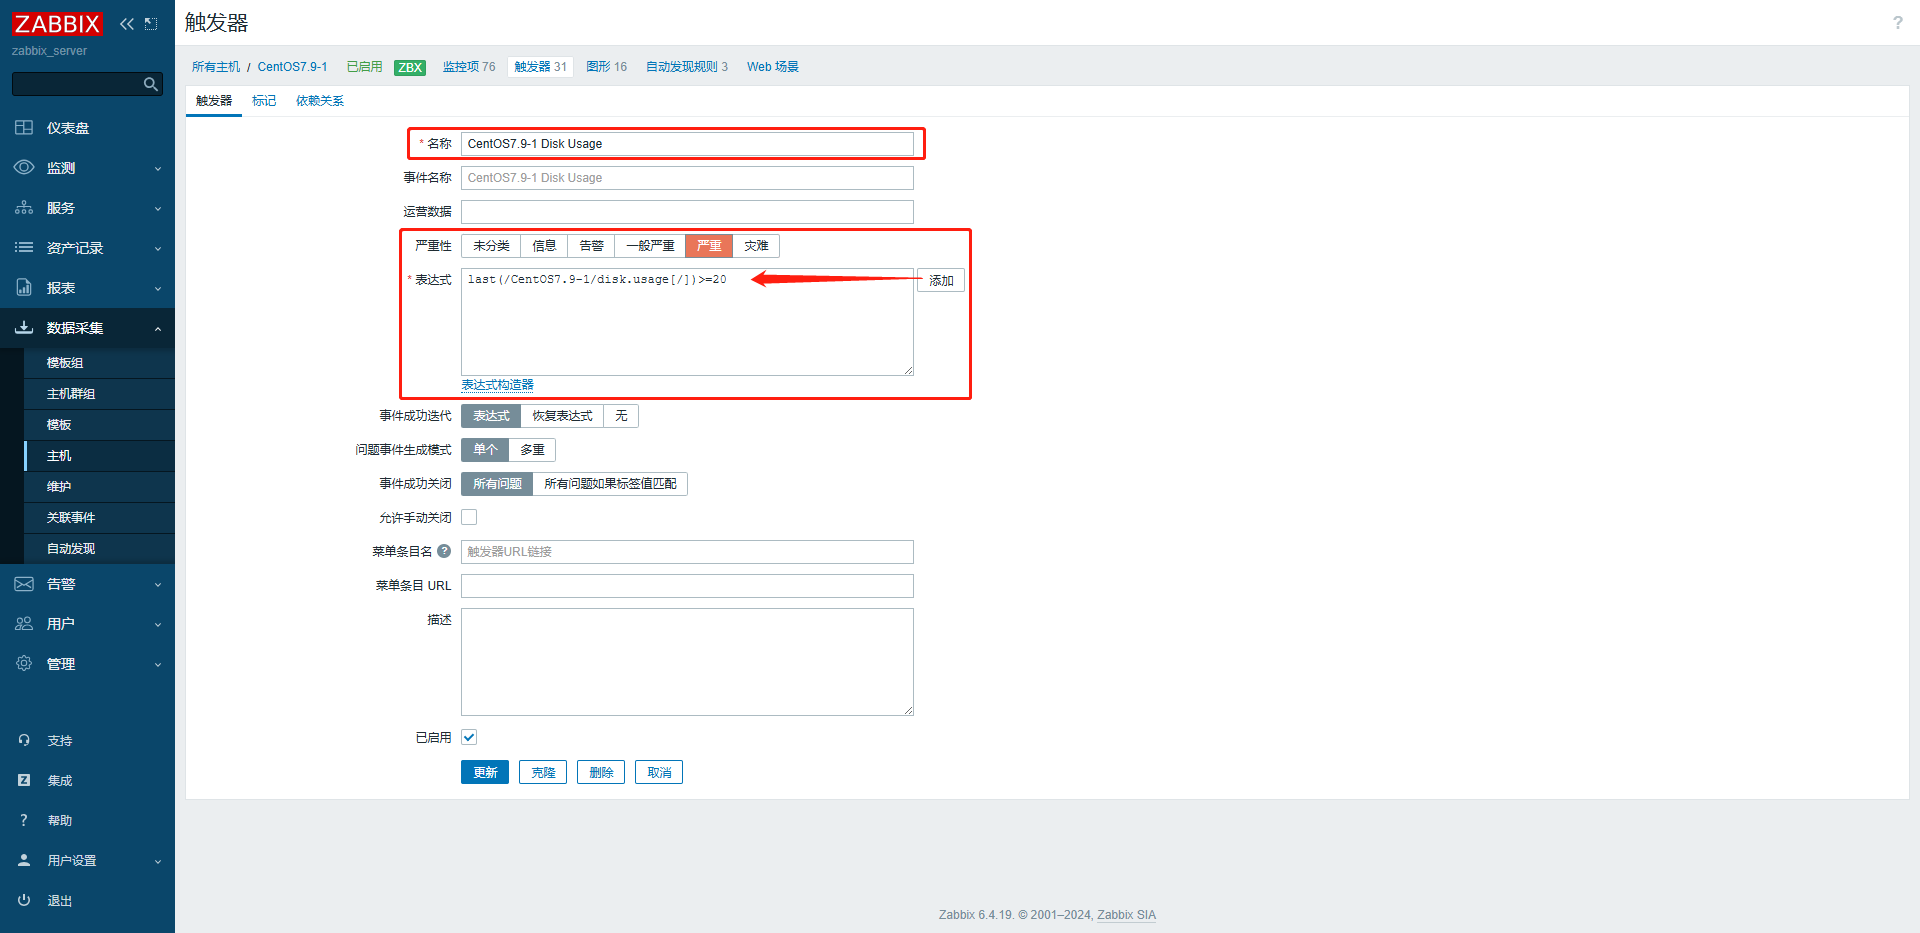 ZABBIX
zabbix_server
仪表盘
监测
服务
资产记录
报表
数据采集
模板组
主机群组
模板
主机
维护
关联事件
自动发现
告警
用户
管理
支持
集成
帮助
用户设置
退出
触发器
?
所有主机 / CentOS7.9-1 已启用 ZBX 监控项 76 触发器 31 图形 16 自动发现规则 3 Web 场景
触发器 标记 依赖关系
* 名称 CentOS7.9-1 Disk Usage
事件名称 CentOS7.9-1 Disk Usage
运营数据
严重性 未分类 信息 告警 一般严重 严重 灾难
* 表达式 last(/CentOS7.9-1/disk.usage[/])>=20 添加
表达式构造器
事件成功迭代 表达式 恢复表达式 无
问题事件生成模式 单个 多重
事件成功关闭 所有问题 所有问题如果标签值匹配
允许手动关闭
菜单条目名 ? 触发器URL链接
菜单条目 URL
描述
已启用
更新 克隆 删除 取消
Zabbix 6.4.19. © 2001–2024, Zabbix SIA